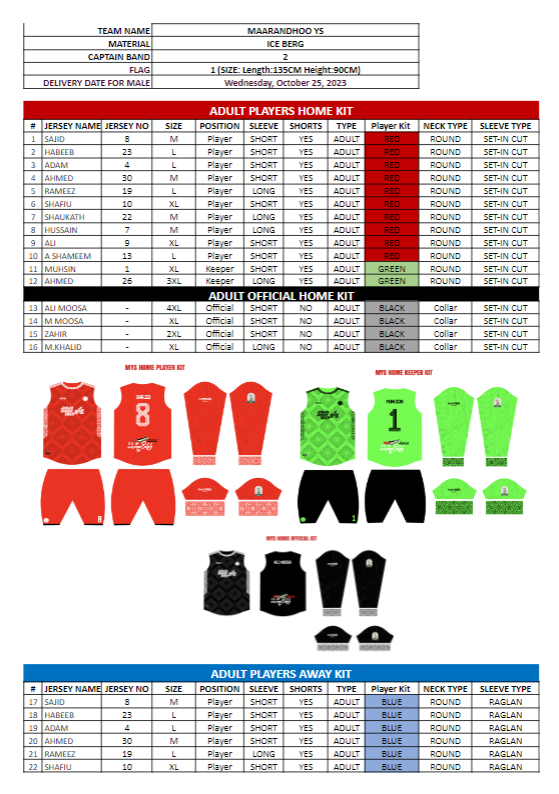 TEAM NAME MAARANDHOO YS
MATERIAL ICE BERG
CAPTAIN BAND 2
FLAG 1 (SIZE: Length:135CM Height:90CM)
DELIVERY DATE FOR MALE Wednesday, October 25, 2023
ADULT PLAYERS HOME KIT
# JERSEY NAME JERSEY NO SIZE POSITION SLEEVE SHORTS TYPE Player Kit NECK TYPE SLEEVE TYPE
1 SAJID 8 M Player SHORT YES ADULT RED ROUND SET-IN CUT
2 HABEEB 23 L Player SHORT YES ADULT RED ROUND SET-IN CUT
3 ADAM 4 L Player SHORT YES ADULT RED ROUND SET-IN CUT
4 AHMED 30 M Player SHORT YES ADULT RED ROUND SET-IN CUT
5 RAMEEZ 19 L Player LONG YES ADULT RED ROUND SET-IN CUT
6 SHAFIU 10 XL Player SHORT YES ADULT RED ROUND SET-IN CUT
7 SHAUKATH 22 M Player LONG YES ADULT RED ROUND SET-IN CUT
8 HUSSAIN 7 M Player LONG YES ADULT RED ROUND SET-IN CUT
9 ALI 9 XL Player SHORT YES ADULT RED ROUND SET-IN CUT
10 A SHAMEEM 13 L Player SHORT YES ADULT RED ROUND SET-IN CUT
11 MUHSIN 1 XL Keeper SHORT YES ADULT GREEN ROUND SET-IN CUT
12 AHMED 26 3XL Keeper LONG YES ADULT GREEN ROUND SET-IN CUT
ADULT OFFICIAL HOME KIT
13 ALI MOOSA - 4XL Official SHORT NO ADULT BLACK Collar SET-IN CUT
14 M MOOSA - XL Official SHORT NO ADULT BLACK Collar SET-IN CUT
15 ZAHIR - 2XL Official SHORT NO ADULT BLACK Collar SET-IN CUT
16 M.KHALID - XL Official LONG NO ADULT BLACK Collar SET-IN CUT
MYS HOME PLAYER KIT
MYS HOME KEEPER KIT
8
1
8
1
MYS HOME OFFICIAL KIT
ALI MOOSA
ADULT PLAYERS AWAY KIT
# JERSEY NAME JERSEY NO SIZE POSITION SLEEVE SHORTS TYPE Player Kit NECK TYPE SLEEVE TYPE
17 SAJID 8 M Player SHORT YES ADULT BLUE ROUND RAGLAN
18 HABEEB 23 L Player SHORT YES ADULT BLUE ROUND RAGLAN
19 ADAM 4 L Player SHORT YES ADULT BLUE ROUND RAGLAN
20 AHMED 30 M Player SHORT YES ADULT BLUE ROUND RAGLAN
21 RAMEEZ 19 L Player LONG YES ADULT BLUE ROUND RAGLAN
22 SHAFIU 10 XL Player SHORT YES ADULT BLUE ROUND RAGLAN